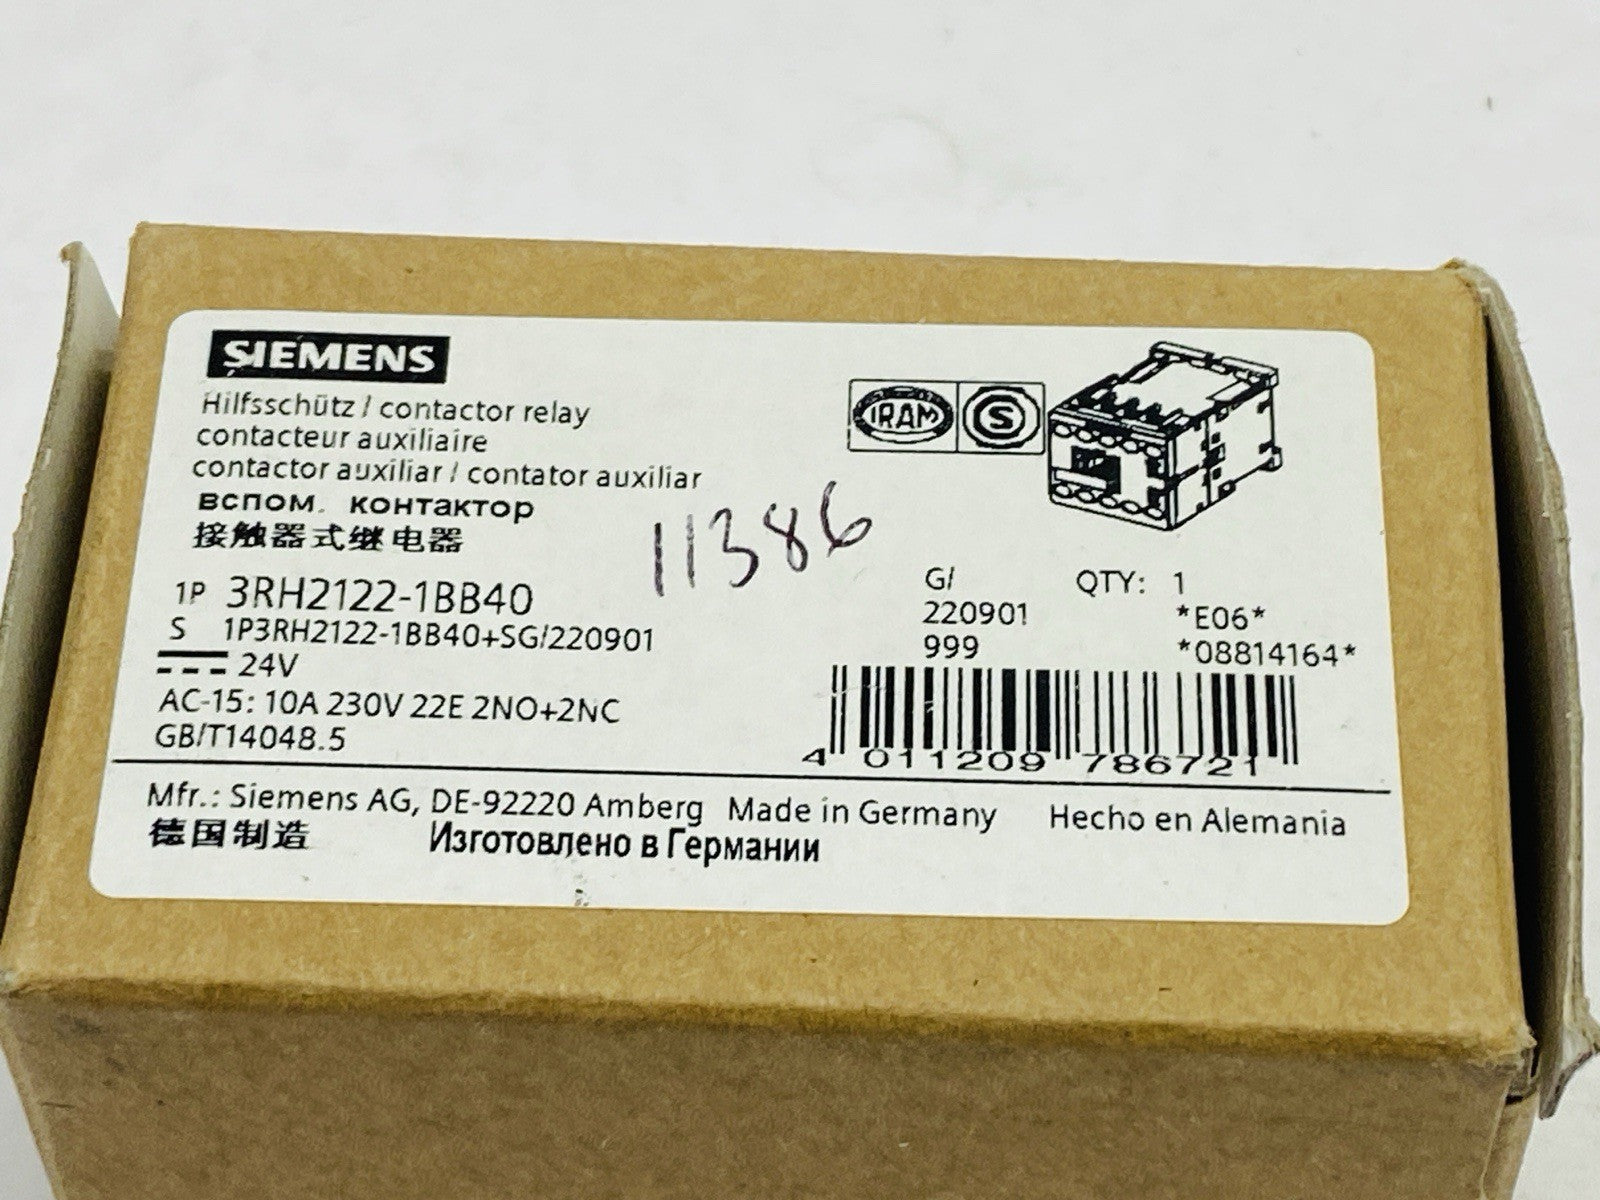 SIEMENS
Hilfsschütz / contactor relay
contacteur auxiliaire
contactor auxiliar / contator auxiliar
вспом. контактор
接触器式继电器
IRAM
S
11386
1P 3RH2122-1BB40
S 1P3RH2122-1BB40+SG/220901
24V
AC-15: 10A 230V 22E 2NO+2NC
GB/T14048.5
G/ QTY: 1
220901 *E06*
999 *08814164*
4 011209 786721
Mfr.: Siemens AG, DE-92220 Amberg Made in Germany Hecho en Alemania
德国制造 Изготовлено в Германии